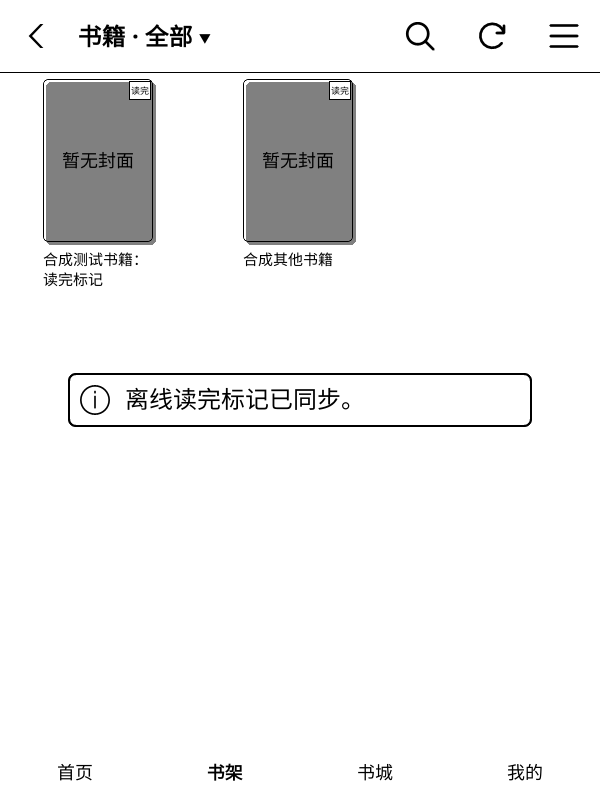 书籍 · 全部 ▾
读完
暂无封面
读完
暂无封面
合成测试书籍：
读完标记
合成其他书籍
离线读完标记已同步。
首页
书架
书城
我的